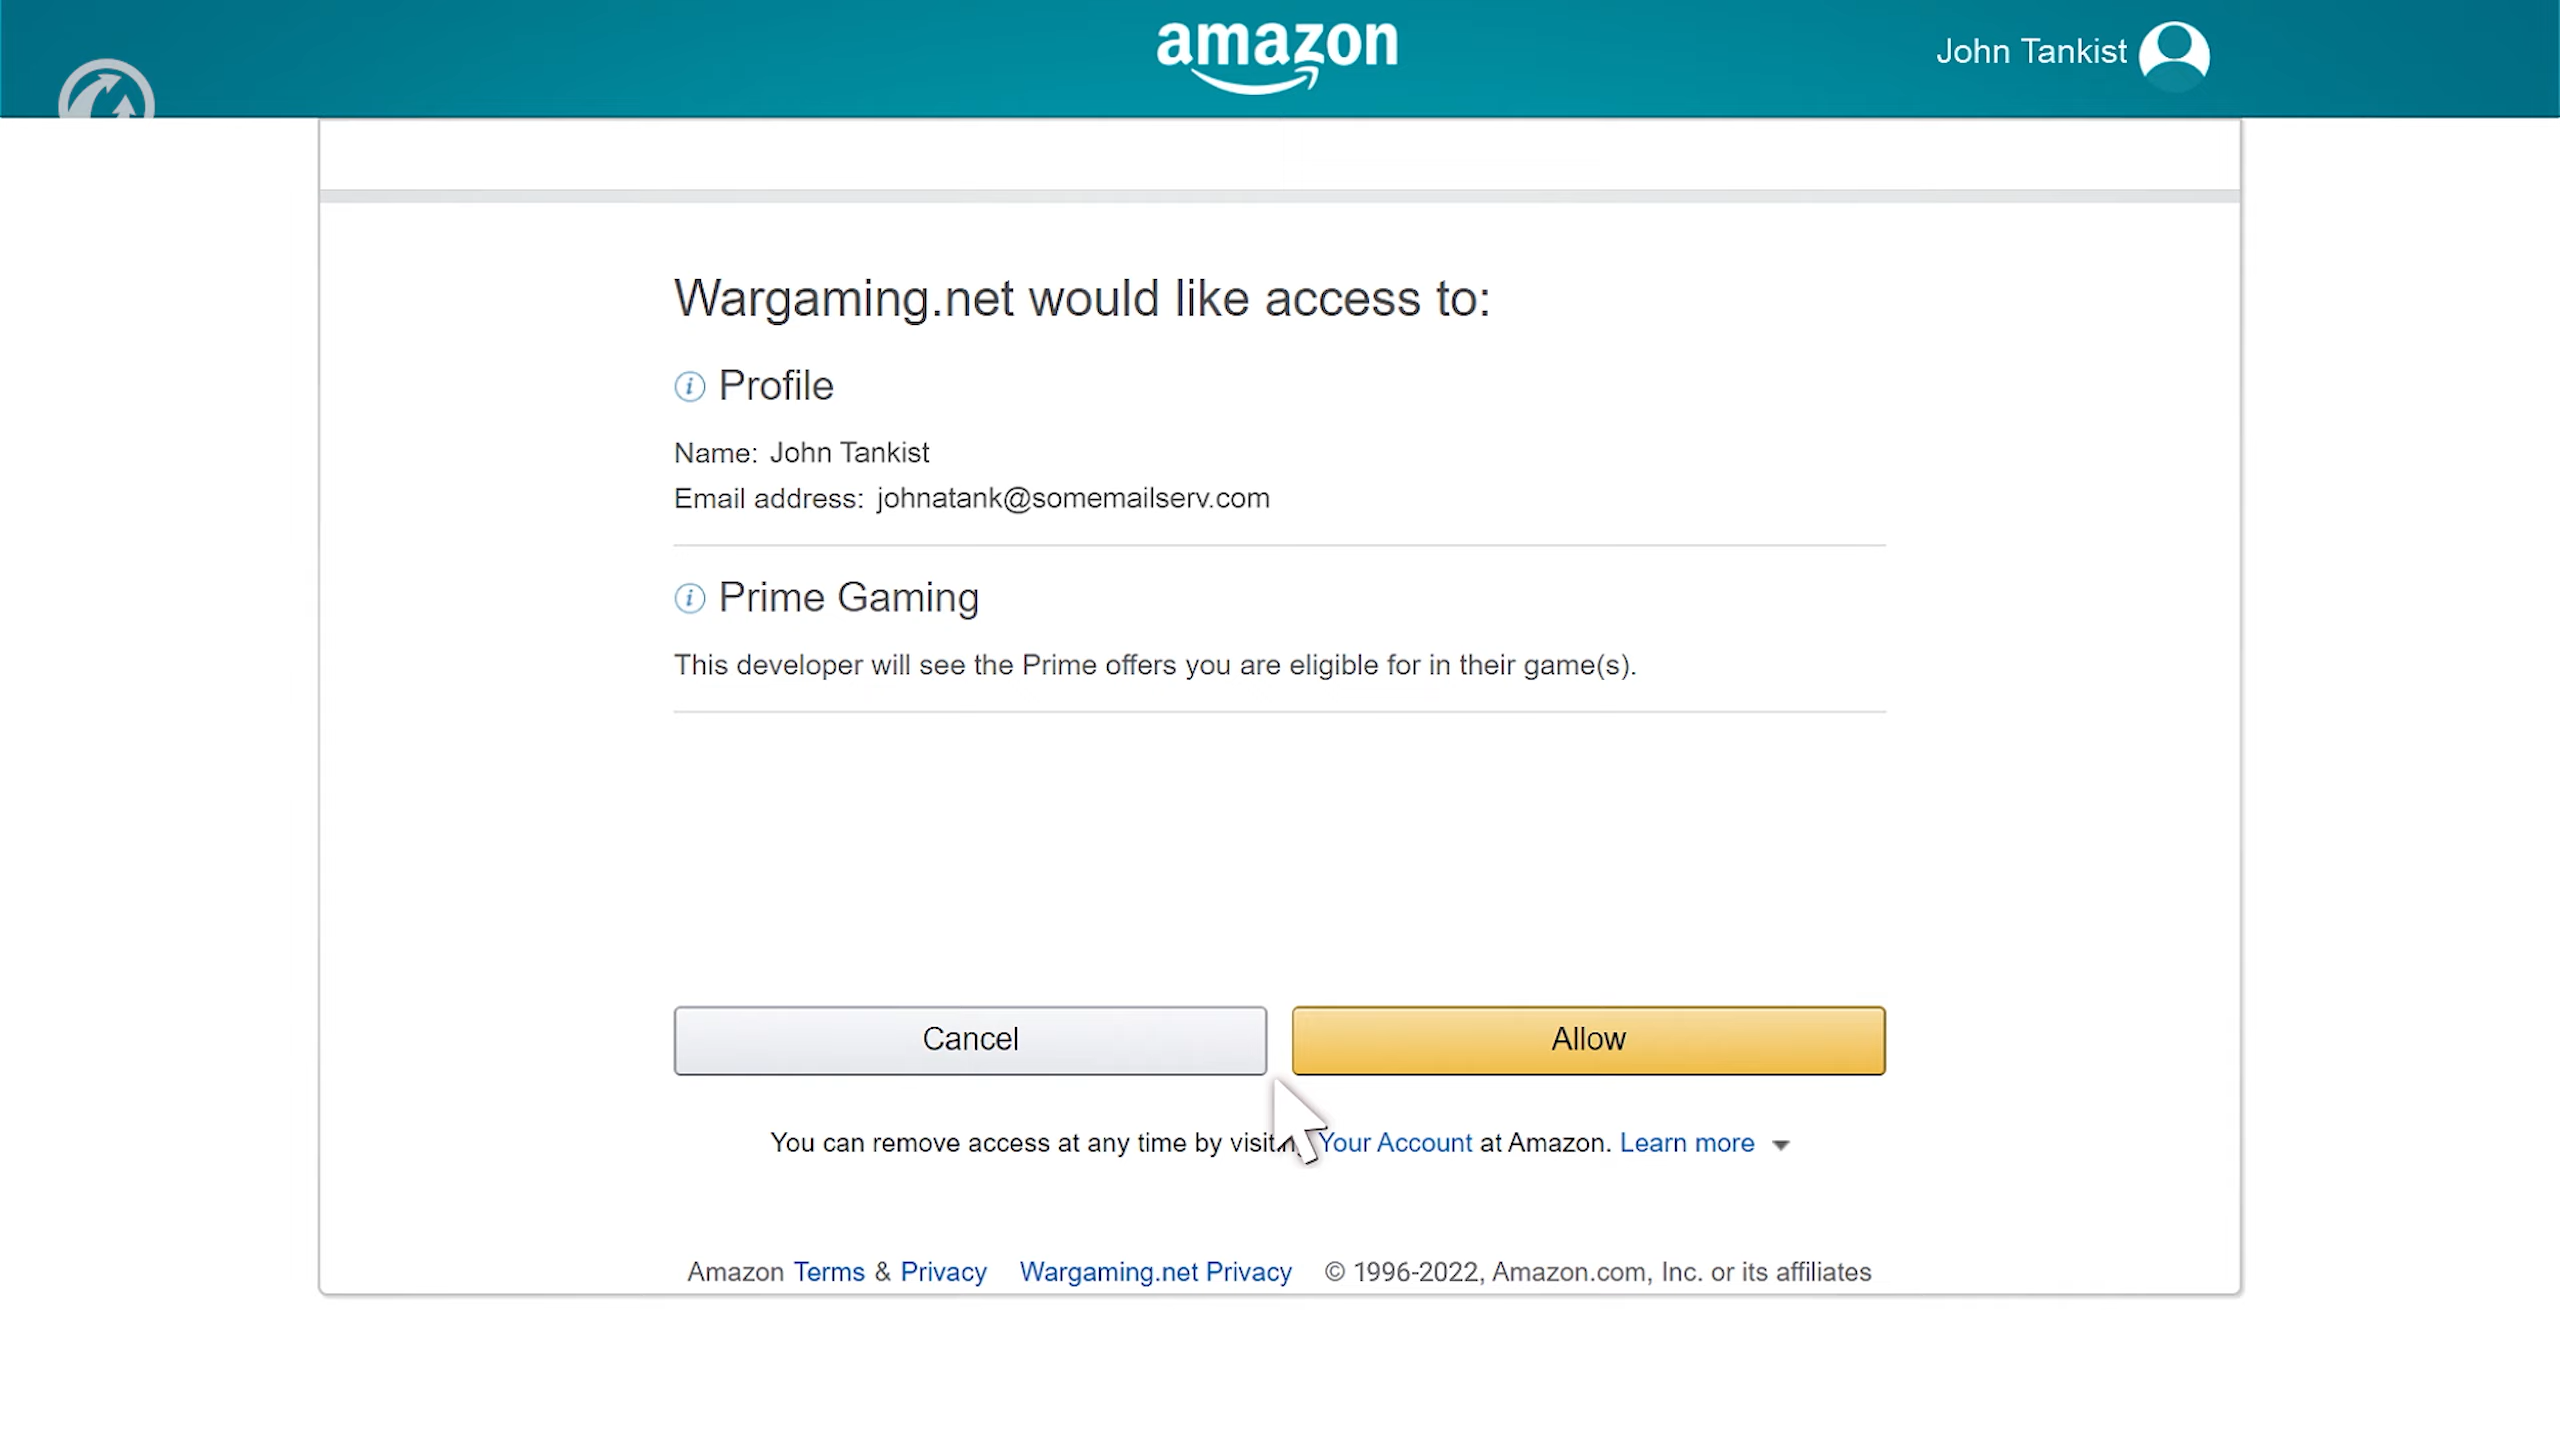 amazon
John Tankist
Wargaming.net would like access to:
Profile
Name: John Tankist
Email address: johnatank@somemailserv.com
Prime Gaming
This developer will see the Prime offers you are eligible for in their game(s).
Cancel
Allow
You can remove access at any time by Your Account at Amazon. Learn more
Amazon Terms & Privacy Wargaming.net Privacy © 1996-2022, Amazon.com, Inc. or its affiliates